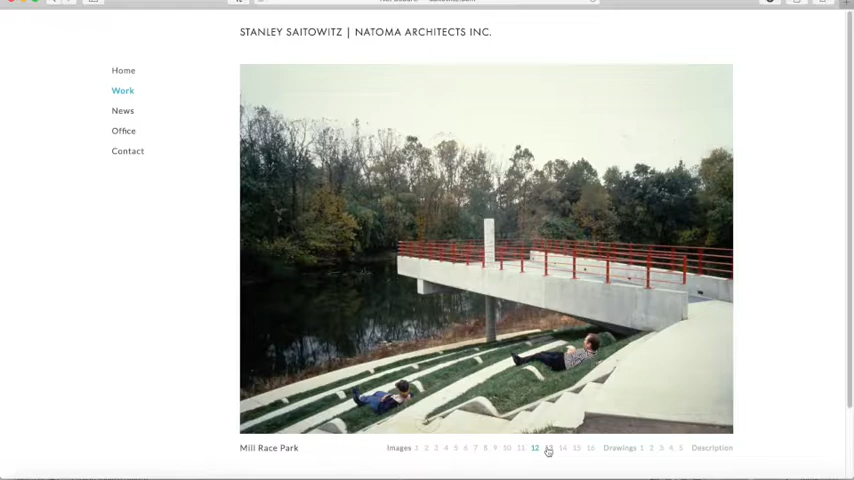 STANLEY SAITOWITZ | NATOMA ARCHITECTS INC.
Home
Work
News
Office
Contact
Mill Race Park
Images 1 2 3 4 5 6 7 8 9 10 11 12 13 14 15 16 Drawings 1 2 3 4 5 Description